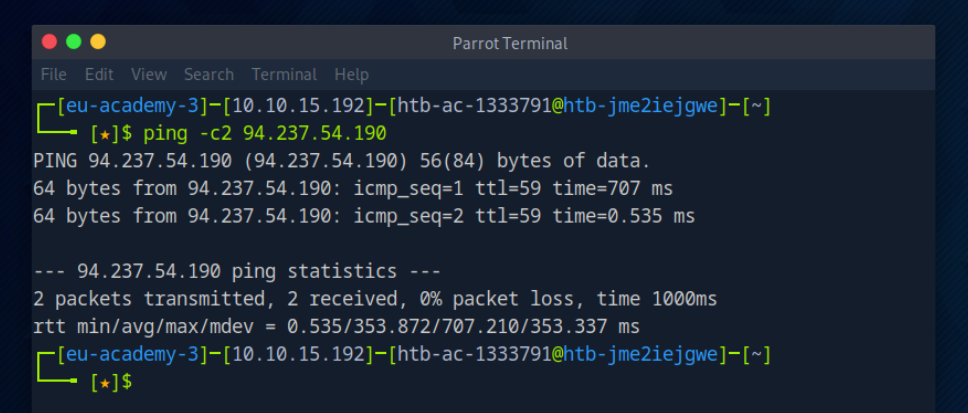 Parrot Terminal
File Edit View Search Terminal Help
┌─[eu-academy-3]─[10.10.15.192]─[htb-ac-1333791@htb-jme2iejgwe]─[~]
└──╼ [★]$ ping -c2 94.237.54.190
PING 94.237.54.190 (94.237.54.190) 56(84) bytes of data.
64 bytes from 94.237.54.190: icmp_seq=1 ttl=59 time=707 ms
64 bytes from 94.237.54.190: icmp_seq=2 ttl=59 time=0.535 ms
--- 94.237.54.190 ping statistics ---
2 packets transmitted, 2 received, 0% packet loss, time 1000ms
rtt min/avg/max/mdev = 0.535/353.872/707.210/353.337 ms
┌─[eu-academy-3]─[10.10.15.192]─[htb-ac-1333791@htb-jme2iejgwe]─[~]
└──╼ [★]$